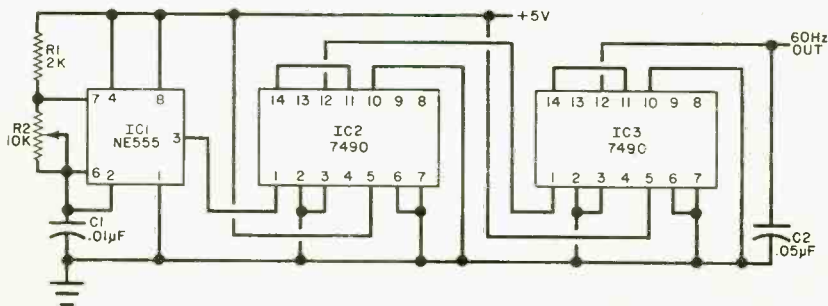 +5V
60Hz
OUT
R1
2K
R2
10K
7 4 8
IC1
NE555
3
6 2 1
C1
.01µF
14 13 12 11 10 9 8
IC2
7490
1 2 3 4 5 6 7
14 13 12 11 10 9 8
IC3
7490
1 2 3 4 5 6 7
C2
.05µF